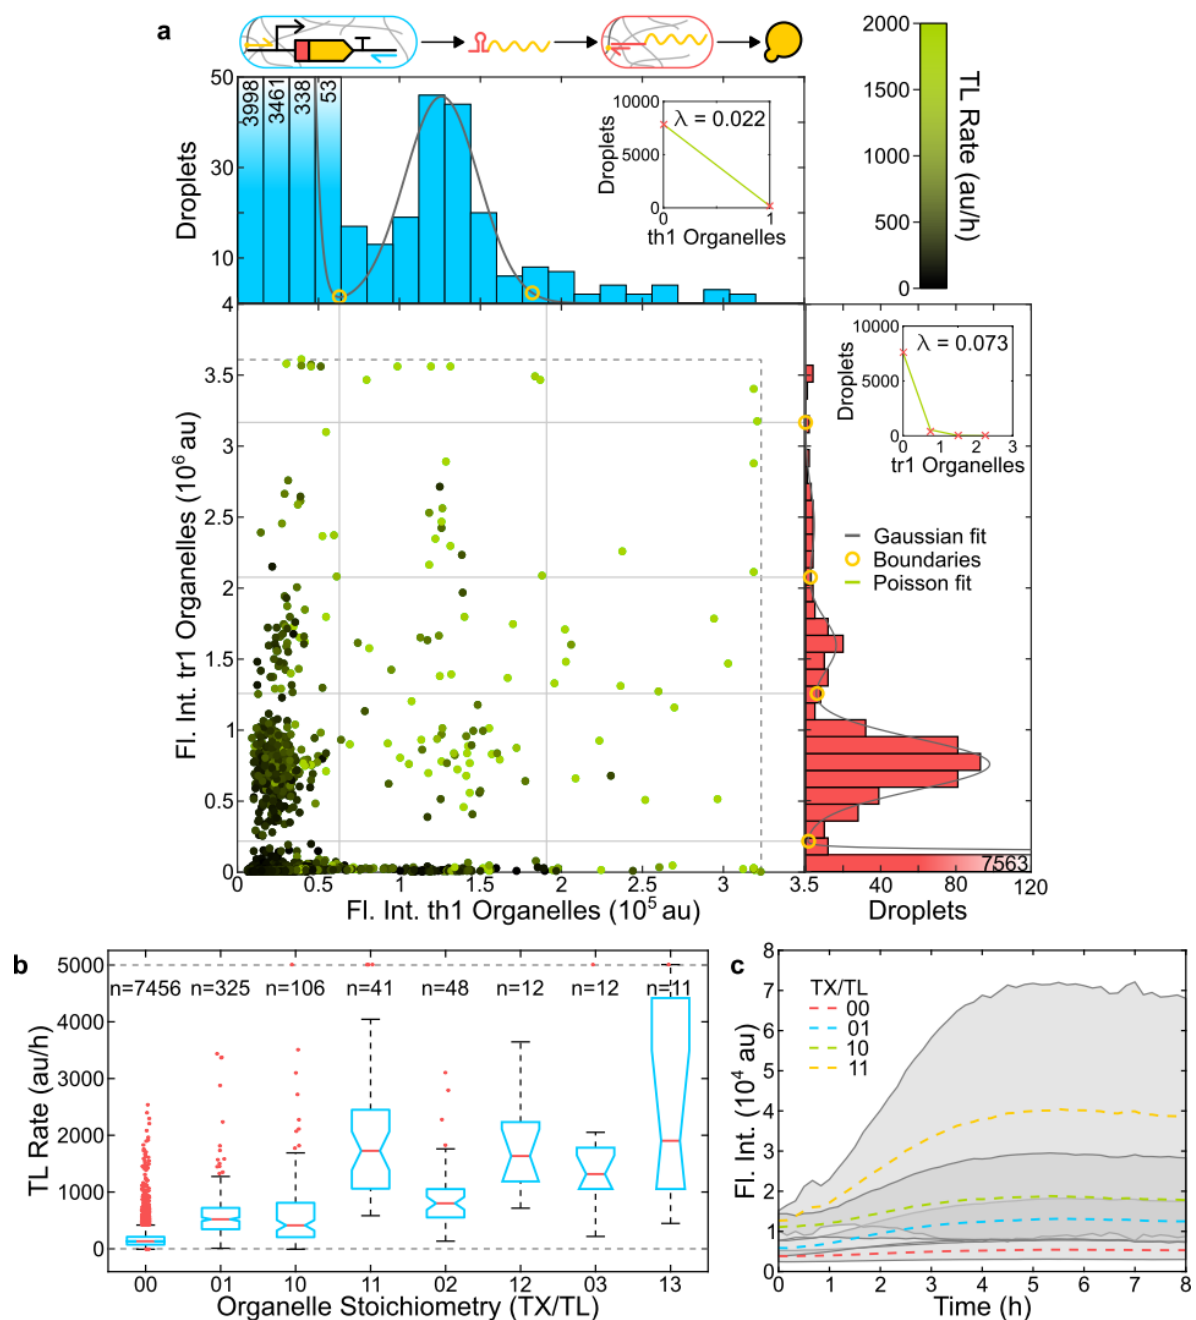 a
50
30
10
4
Droplets
3998
3461
338
53
10000
5000
0
Droplets
λ = 0.022
0
1
th1 Organelles
2000
1500
1000
500
0
TL Rate (au/h)
3.5
3
2.5
2
1.5
1
0.5
0
Fl. Int. tr1 Organelles (10⁶ au)
0 0.5 1 1.5 2 2.5 3 3.5
Fl. Int. th1 Organelles (10⁵ au)
10000
5000
0
Droplets
λ = 0.073
0 1 2 3
tr1 Organelles
Gaussian fit
Boundaries
Poisson fit
7563
40 80 120
Droplets
b
5000
4000
3000
2000
1000
0
TL Rate (au/h)
n=7456 n=325 n=106 n=41 n=48 n=12 n=12 n=11
00 01 10 11 02 12 03 13
Organelle Stoichiometry (TX/TL)
c
8
7
6
5
4
3
2
1
0
Fl. Int. (10⁴ au)
TX/TL
00
01
10
11
0 1 2 3 4 5 6 7 8
Time (h)